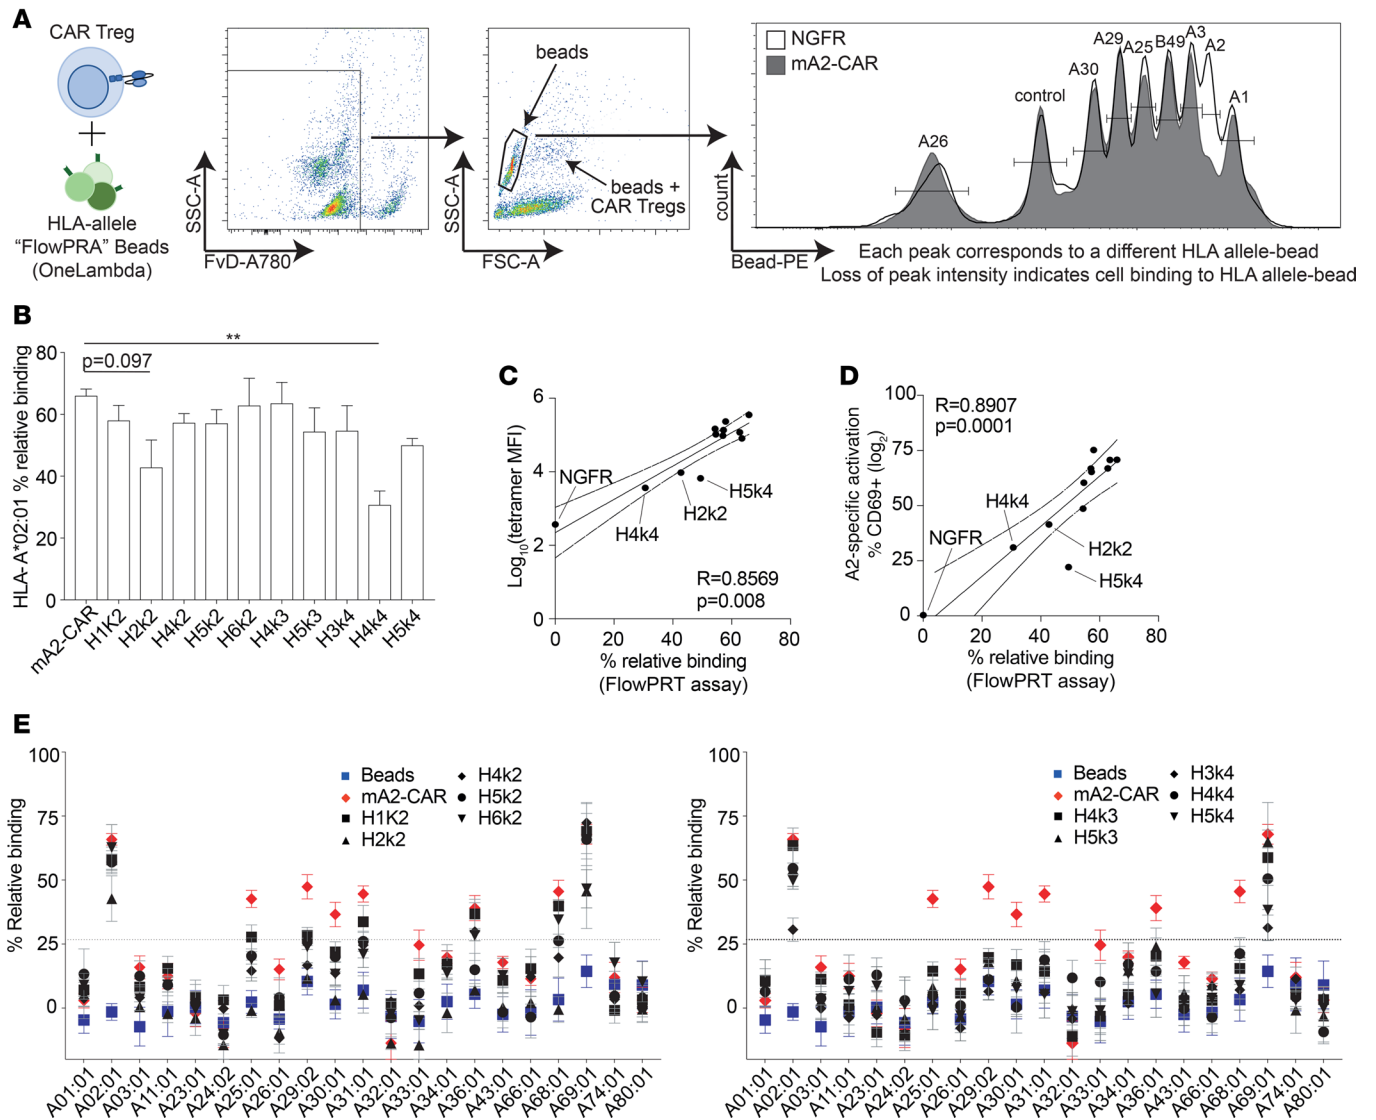 A
CAR Treg
HLA-allele
“FlowPRA” Beads
(OneLambda)
SSC-A
FvD-A780
beads
beads +
CAR Tregs
SSC-A
FSC-A
NGFR
mA2-CAR
A26
control
A30
A29
A25
B49
A3
A2
A1
count
Bead-PE
Each peak corresponds to a different HLA allele-bead
Loss of peak intensity indicates cell binding to HLA allele-bead
B
HLA-A*02:01 % relative binding
80
60
40
20
0
**
p=0.097
mA2-CAR
H1K2
H2k2
H4k2
H5k2
H6k2
H4k3
H5k3
H3k4
H4k4
H5k4
C
Log10(tetramer MFI)
6
4
2
0
NGFR
H4k4
H2k2
H5k4
R=0.8569
p=0.008
0 20 40 60 80
% relative binding
(FlowPRT assay)
D
A2-specific activation
% CD69+ (log2)
100
75
50
25
0
R=0.8907
p=0.0001
NGFR
H4k4
H2k2
H5k4
0 20 40 60 80
% relative binding
(FlowPRT assay)
E
% Relative binding
100
75
50
25
0
Beads
mA2-CAR
H1K2
H2k2
H4k2
H5k2
H6k2
A01:01
A02:01
A03:01
A11:01
A23:01
A24:02
A25:01
A26:01
A29:02
A30:01
A31:01
A32:01
A33:01
A34:01
A36:01
A43:01
A66:01
A68:01
A69:01
A74:01
A80:01
% Relative binding
100
75
50
25
0
Beads
mA2-CAR
H4k3
H5k3
H3k4
H4k4
H5k4
A01:01
A02:01
A03:01
A11:01
A23:01
A24:02
A25:01
A26:01
A29:02
A30:01
A31:01
A32:01
A33:01
A34:01
A36:01
A43:01
A66:01
A68:01
A69:01
A74:01
A80:01